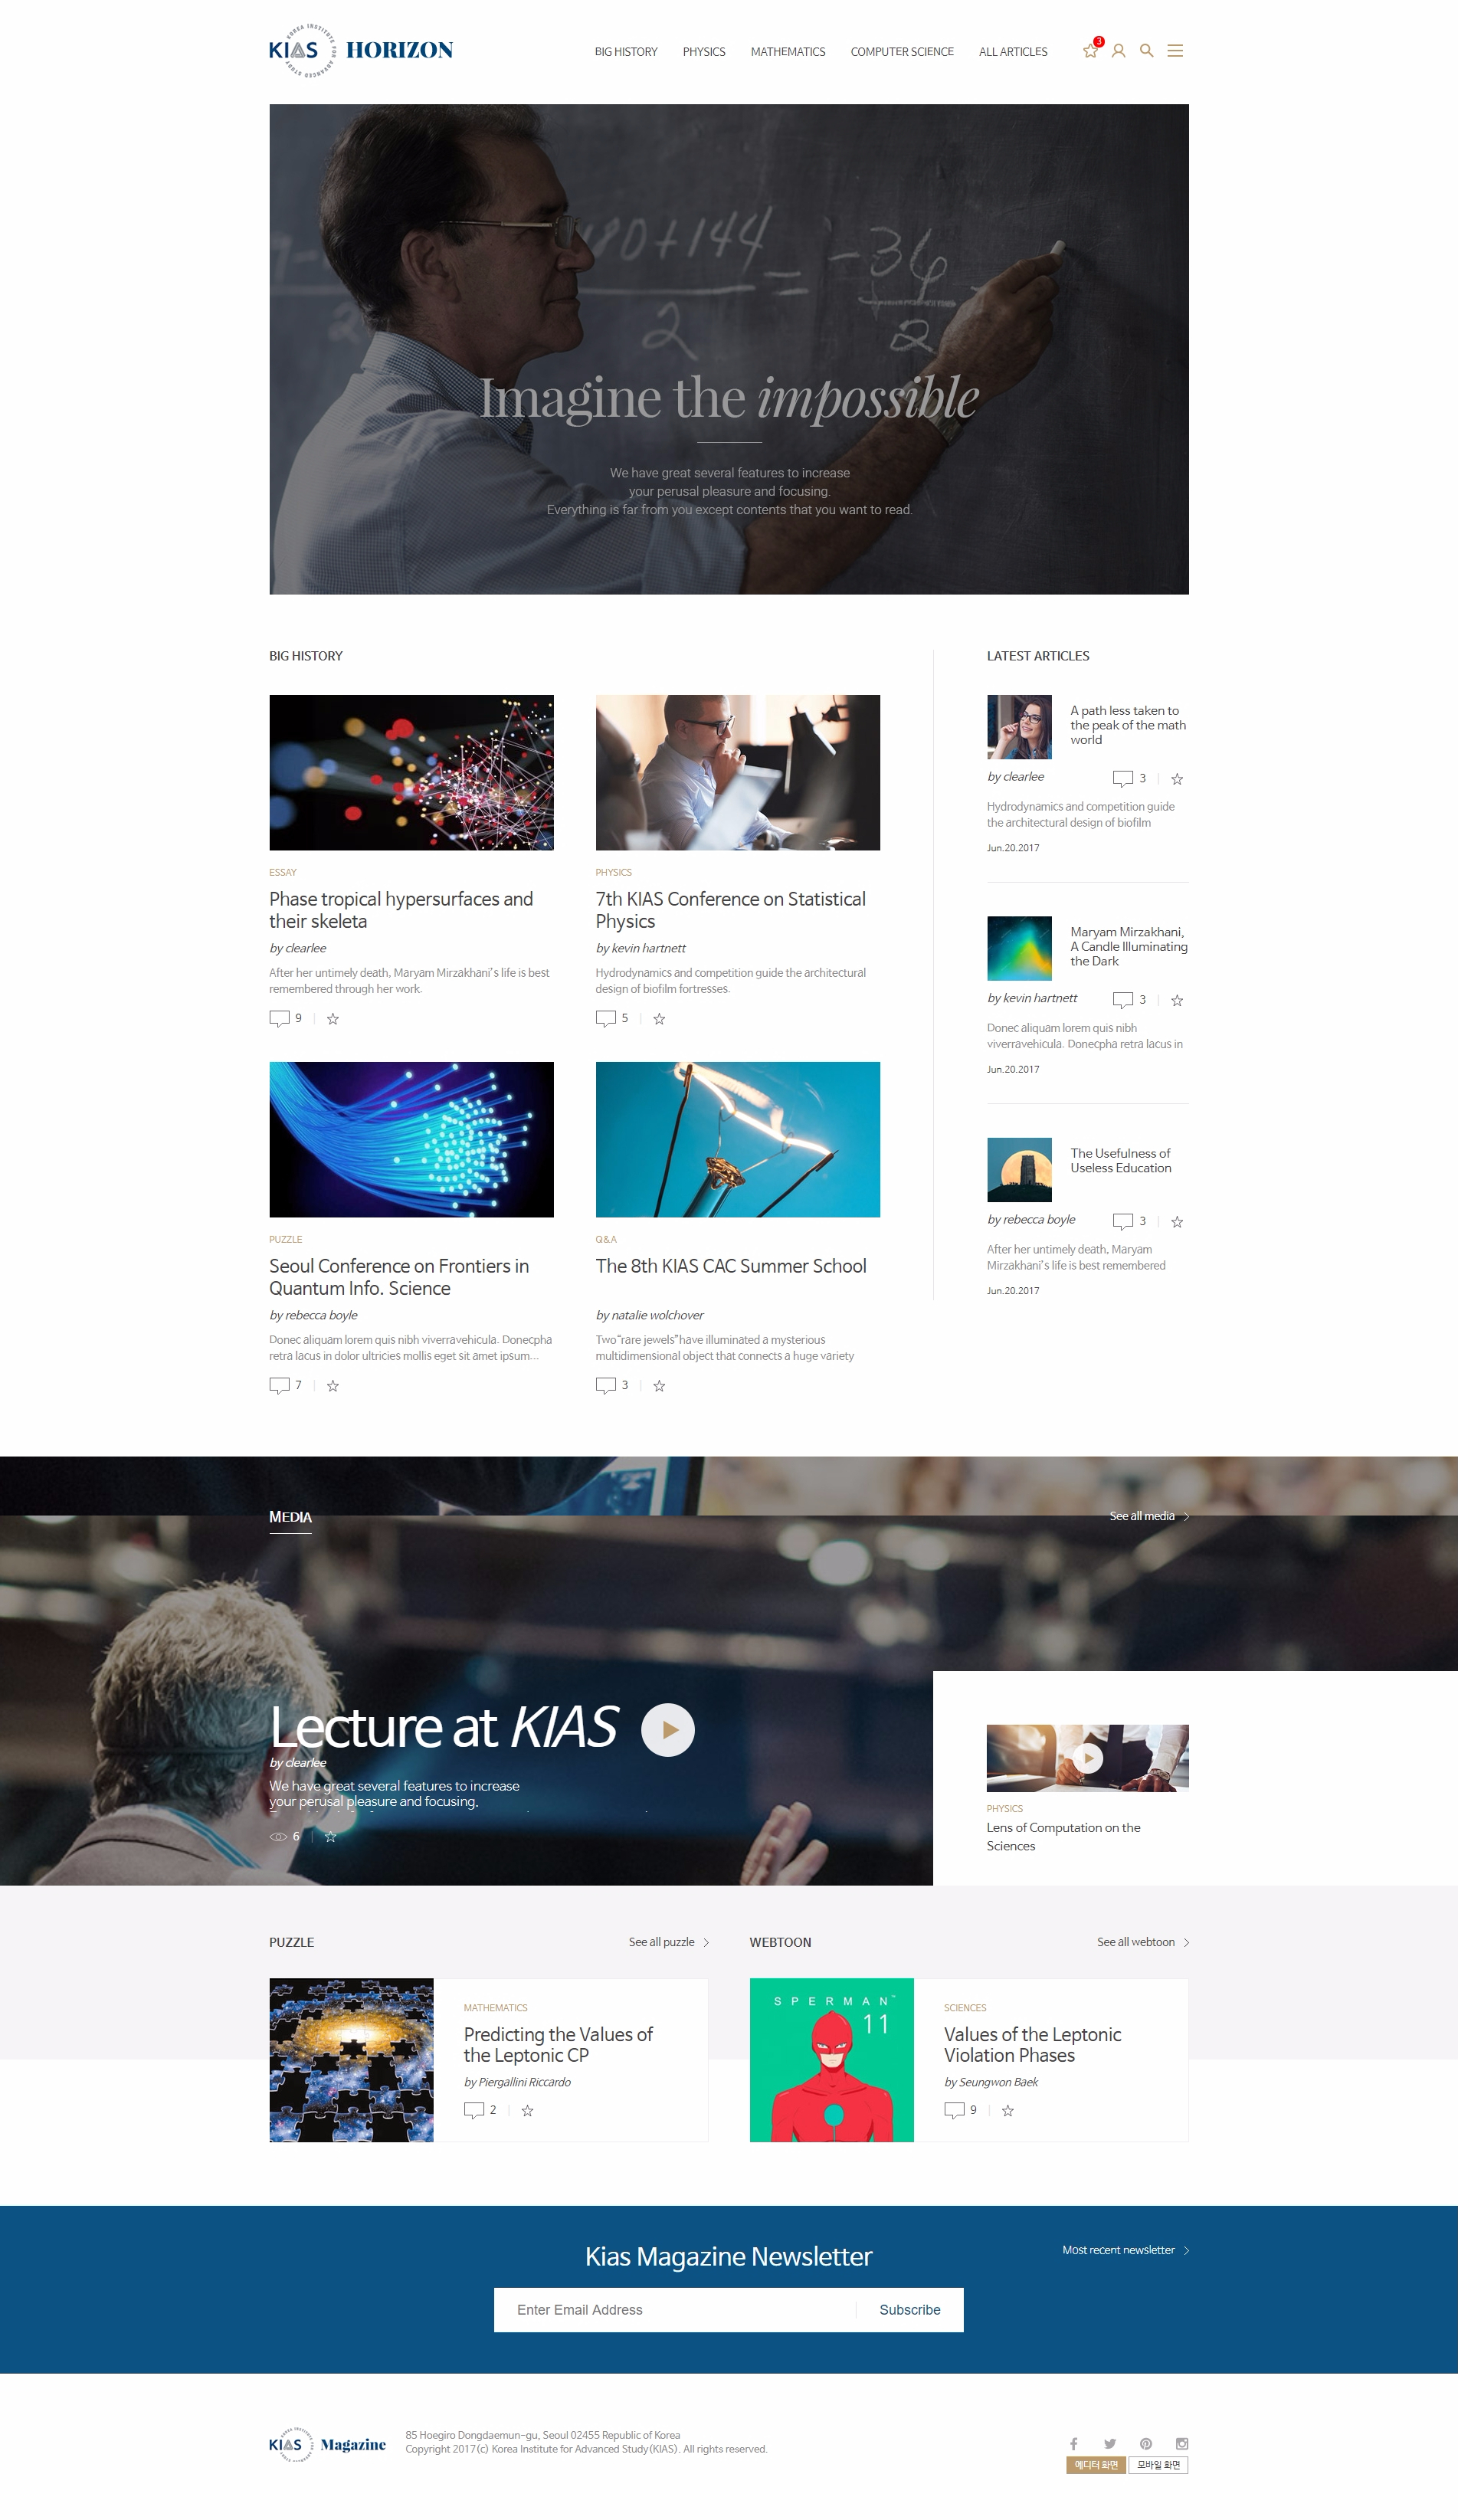 KIAS HORIZON
KOREA INSTITUTE FOR ADVANCED STUDY
BIG HISTORY PHYSICS MATHEMATICS COMPUTER SCIENCE ALL ARTICLES 3
180+144 - -36
2 2
Imagine the impossible
We have great several features to increase
your perusal pleasure and focusing.
Everything is far from you except contents that you want to read.
BIG HISTORY
ESSAY
Phase tropical hypersurfaces and
their skeleta
by clearlee
After her untimely death, Maryam Mirzakhani's life is best
remembered through her work.
9
PHYSICS
7th KIAS Conference on Statistical
Physics
by kevin hartnett
Hydrodynamics and competition guide the architectural
design of biofilm fortresses.
5
PUZZLE
Seoul Conference on Frontiers in
Quantum Info. Science
by rebecca boyle
Donec aliquam lorem quis nibh viverravehicula. Donecpha
retra lacus in dolor ultricies mollis eget sit amet ipsum...
7
Q&A
The 8th KIAS CAC Summer School
by natalie wolchover
Two "rare jewels" have illuminated a mysterious
multidimensional object that connects a huge variety
3
LATEST ARTICLES
A path less taken to
the peak of the math
world
by clearlee 3
Hydrodynamics and competition guide
the architectural design of biofilm
Jun.20.2017
Maryam Mirzakhani,
A Candle Illuminating
the Dark
by kevin hartnett 3
Donec aliquam lorem quis nibh
viverravehicula. Donecpha retra lacus in
Jun.20.2017
The Usefulness of
Useless Education
by rebecca boyle 3
After her untimely death, Maryam
Mirzakhani's life is best remembered
Jun.20.2017
MEDIA
See all media
Lecture at KIAS
by clearlee
We have great several features to increase
your perusal pleasure and focusing.
6
PHYSICS
Lens of Computation on the
Sciences
PUZZLE
See all puzzle
MATHEMATICS
Predicting the Values of
the Leptonic CP
by Piergallini Riccardo
2
WEBTOON
See all webtoon
SPERMAN™
11
SCIENCES
Values of the Leptonic
Violation Phases
by Seungwon Baek
9
Kias Magazine Newsletter
Most recent newsletter
Enter Email Address Subscribe
KIAS Magazine
85 Hoegiro Dongdaemun-gu, Seoul 02455 Republic of Korea
Copyright 2017(c) Korea Institute for Advanced Study(KIAS). All rights reserved.
에디터 화면 모바일 화면